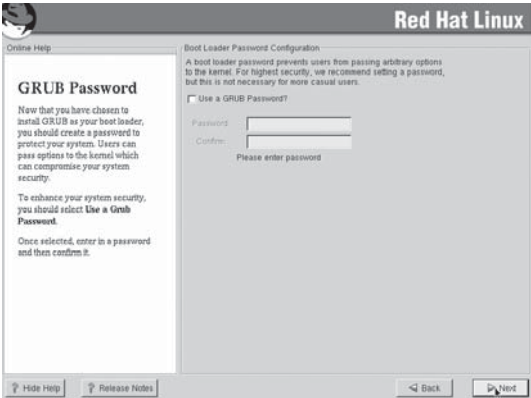 Red Hat Linux
Online Help
GRUB Password
Now that you have chosen to
install GRUB as your boot loader,
you should create a password to
protect your system. Users can
pass options to the kernel which
can compromise your system
security.
To enhance your system security,
you should select Use a Grub
Password.
Once selected, enter in a password
and then confirm it.
Boot Loader Password Configuration
A boot loader password prevents users from passing arbitrary options
to the kernel. For highest security, we recommend setting a password,
but this is not necessary for more casual users.
Use a GRUB Password?
Password:
Confirm:
Please enter password
? Hide Help
? Release Notes
Back
Next